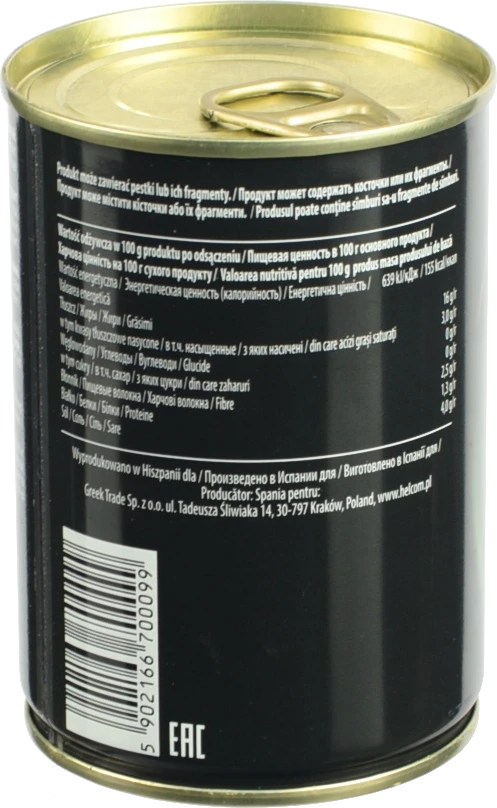 Produkt może zawierać pestki lub ich fragmenty. / Продукт может содержать косточки или их фрагменты. /
Продукт може містити кісточки або їх фрагменти. / Produsul poate conține simburi sa-u fragmente de simburi.
Wartość odżywcza w 100 g produktu po odsączeniu / Пищевая ценность в 100 г основного продукта /
Харчова цінність на 100 г сухого продукту / Valoarea nutritivă pentru 100 g produs masa produsului de bază
Wartość energetyczna / Энергетическая ценность (калорийность) / Енергетична цінність / 639 kJ/кДж / 155 kcal/ккал
Valoarea energetică
Tłuszcz / Жиры / Жири / Grăsimi 16 g/г
w tym kwasy tłuszczowe nasycone / в т.ч. насыщенные / з яких насичені / din care acizi grași saturați 3,0 g/г
Węglowodany / Углеводы / Вуглеводи / Glucide 0 g/г
w tym cukry / в т.ч. сахар / з яких цукри / din care zaharuri 0 g/г
Błonnik / Пищевые волокна / Харчові волокна / Fibre 2,5 g/г
Białko / Белки / Білки / Proteine 1,3 g/г
Sól / Соль / Сіль / Sare 4,0 g/г
Wyprodukowano w Hiszpanii dla / Произведено в Испании для / Виготовлено в Іспанії для /
Producător: Spania pentru:
Greek Trade Sp. z o.o. ul. Tadeusza Śliwiaka 14, 30-797 Kraków, Poland, www.helcom.pl
5 902166 700099
EAC